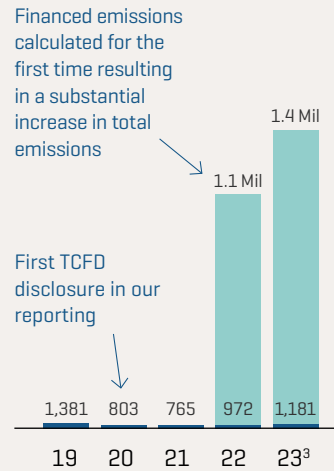 Financed emissions
calculated for the
first time resulting
in a substantial
increase in total
emissions
1.4 Mil
1.1 Mil
First TCFD
disclosure in our
reporting
1,381 803 765 972 1,181
19 20 21 22 23³